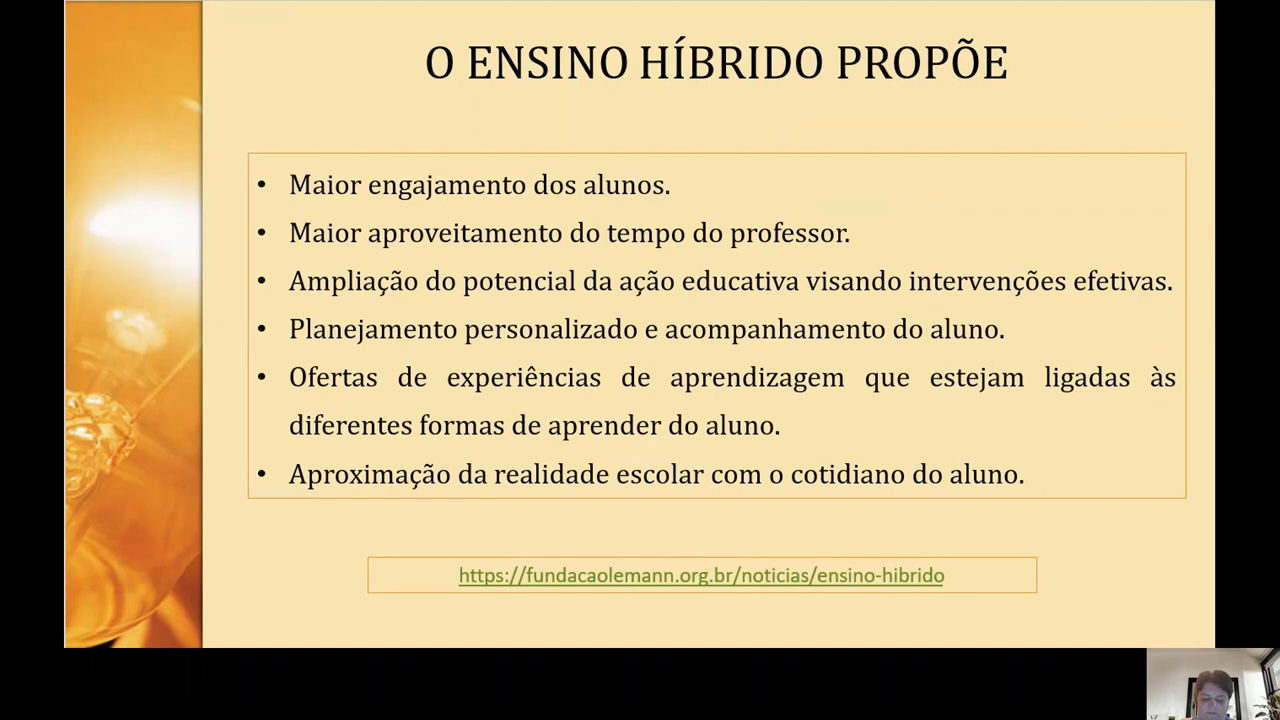 O ENSINO HÍBRIDO PROPÕE
• Maior engajamento dos alunos.
• Maior aproveitamento do tempo do professor.
• Ampliação do potencial da ação educativa visando intervenções efetivas.
• Planejamento personalizado e acompanhamento do aluno.
• Ofertas de experiências de aprendizagem que estejam ligadas às
diferentes formas de aprender do aluno.
• Aproximação da realidade escolar com o cotidiano do aluno.
https://fundacaolemann.org.br/noticias/ensino-hibrido